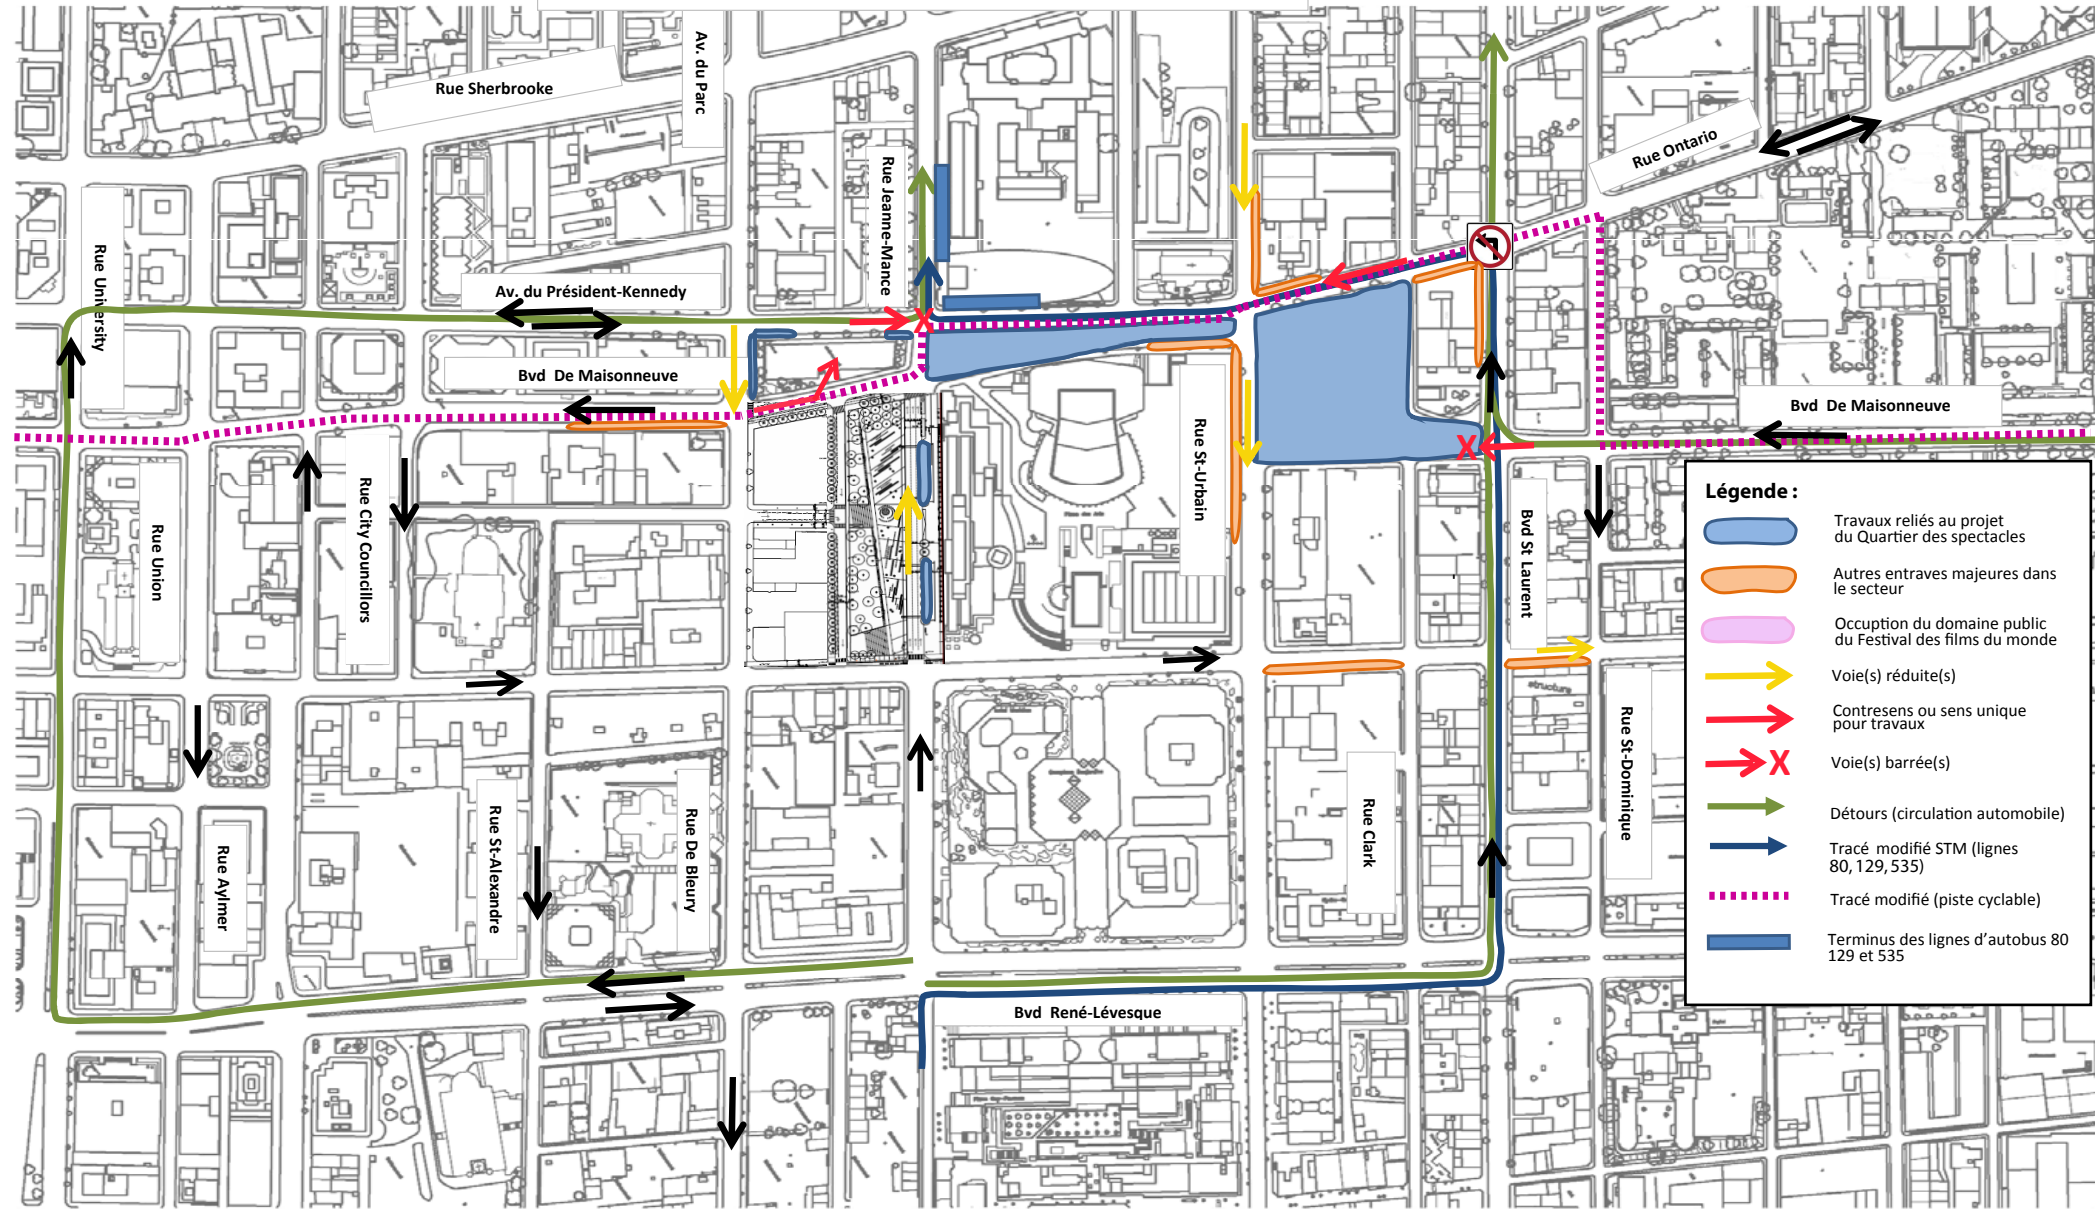 Rue Sherbrooke
Av. du Parc
Rue Jeanne-Mance
Rue Ontario
Rue University
Av. du Président-Kennedy
Bvd De Maisonneuve
Bvd De Maisonneuve
Rue St-Urbain
Rue Union
Rue City Councillors
Bvd St Laurent
structure
Rue St-Dominique
Rue Aylmer
Rue St-Alexandre
Rue De Bleury
Rue Clark
Bvd René-Lévesque
X
X
Légende :
Travaux reliés au projet
du Quartier des spectacles
Autres entraves majeures dans
le secteur
Occuption du domaine public
du Festival des films du monde
Voie(s) réduite(s)
Contresens ou sens unique
pour travaux
X Voie(s) barrée(s)
Détours (circulation automobile)
Tracé modifié STM (lignes
80, 129, 535)
Tracé modifié (piste cyclable)
Terminus des lignes d'autobus 80
129 et 535